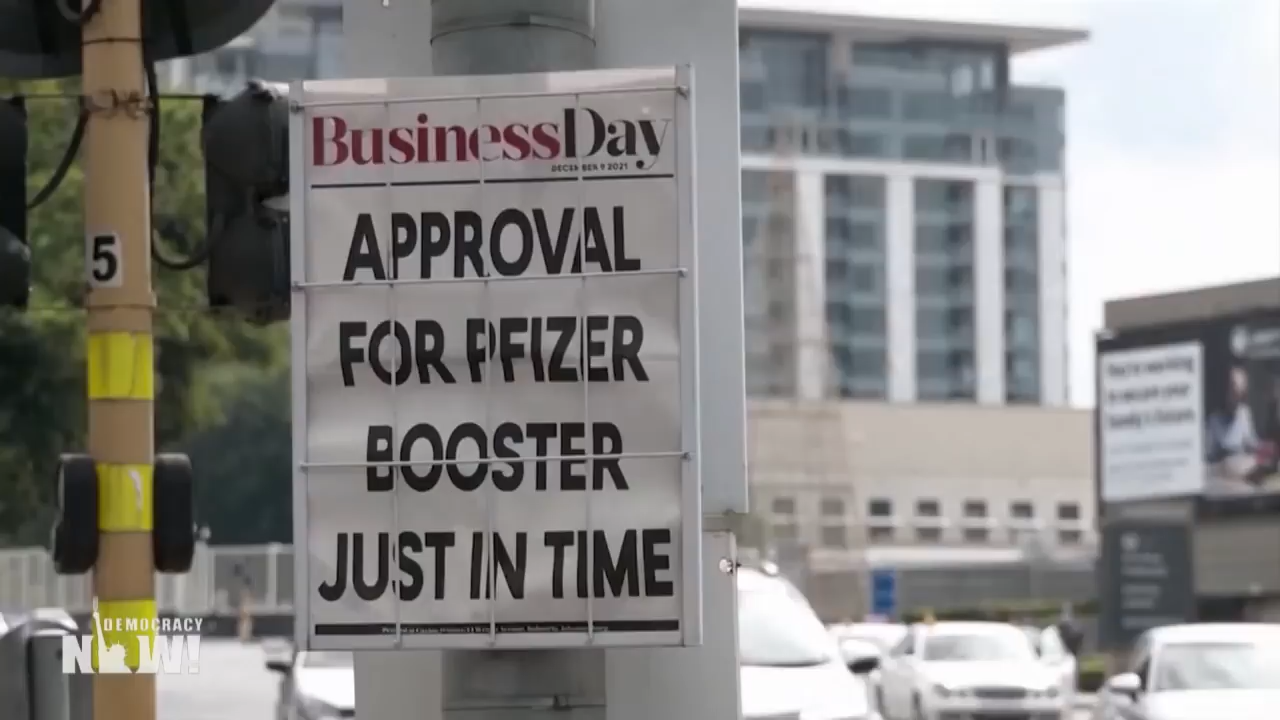 BusinessDay
DECEMBER 9 2021
APPROVAL
FOR PFIZER
BOOSTER
JUST IN TIME
5
DEMOCRACY
NOW!